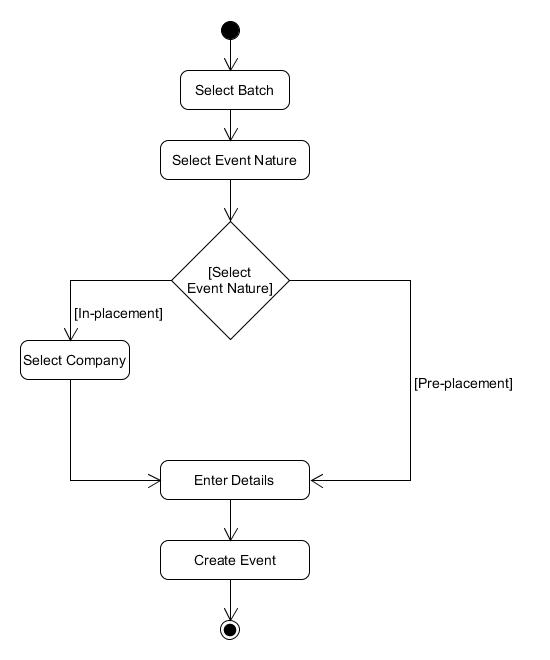 Select Batch
Select Event Nature
[Select
Event Nature]
[In-placement]
Select Company
[Pre-placement]
Enter Details
Create Event